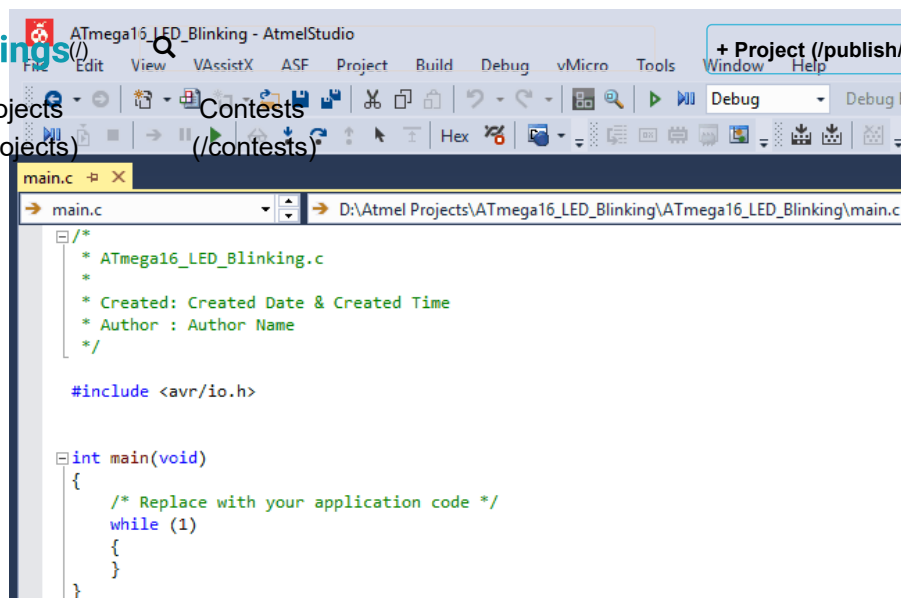 ATmega16_LED_Blinking - AtmelStudio
ings(/)
+ Project (/publish/
File Edit View VAssistX ASF Project Build Debug vMicro Tools Window Help
Debug Debug
ojects
Contests
ojects)
(/contests)
Hex
main.c
main.c
D:\Atmel Projects\ATmega16_LED_Blinking\ATmega16_LED_Blinking\main.c
/*
* ATmega16_LED_Blinking.c
*
* Created: Created Date & Created Time
* Author : Author Name
*/
#include <avr/io.h>
int main(void)
{
/* Replace with your application code */
while (1)
{
}
}